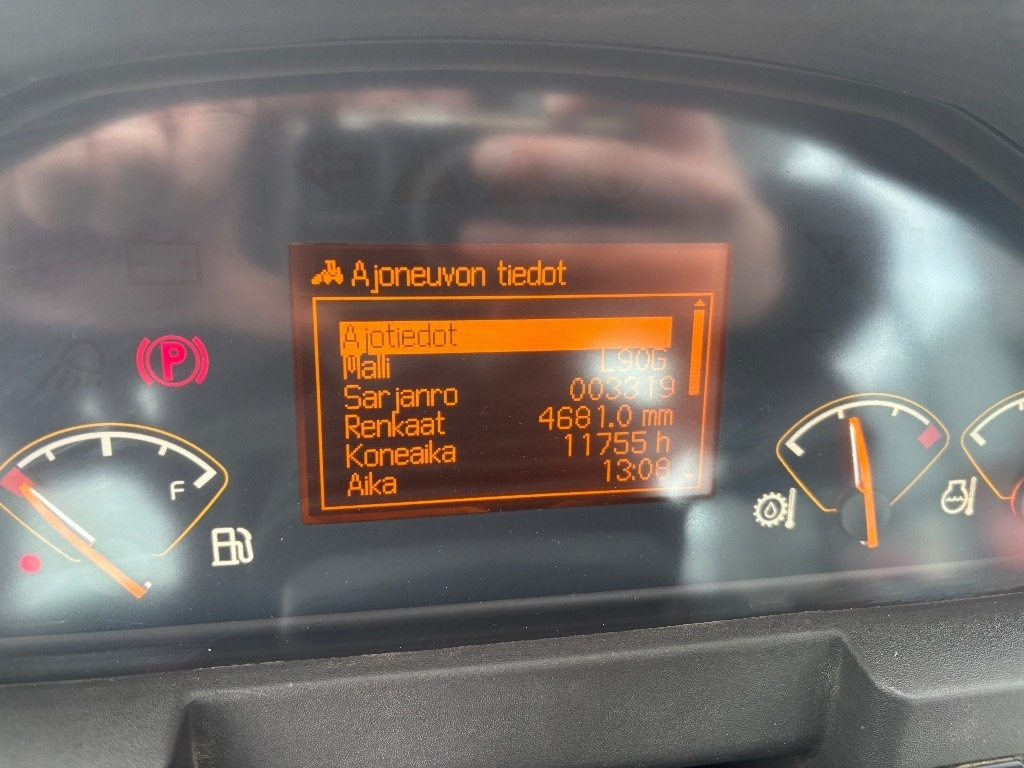 Ajoneuvon tiedot
Ajotiedot
Malli L90G
Sarjanro 003319
Renkaat 4681.0 mm
Koneaika 11755 h
Aika 13:08
P
F